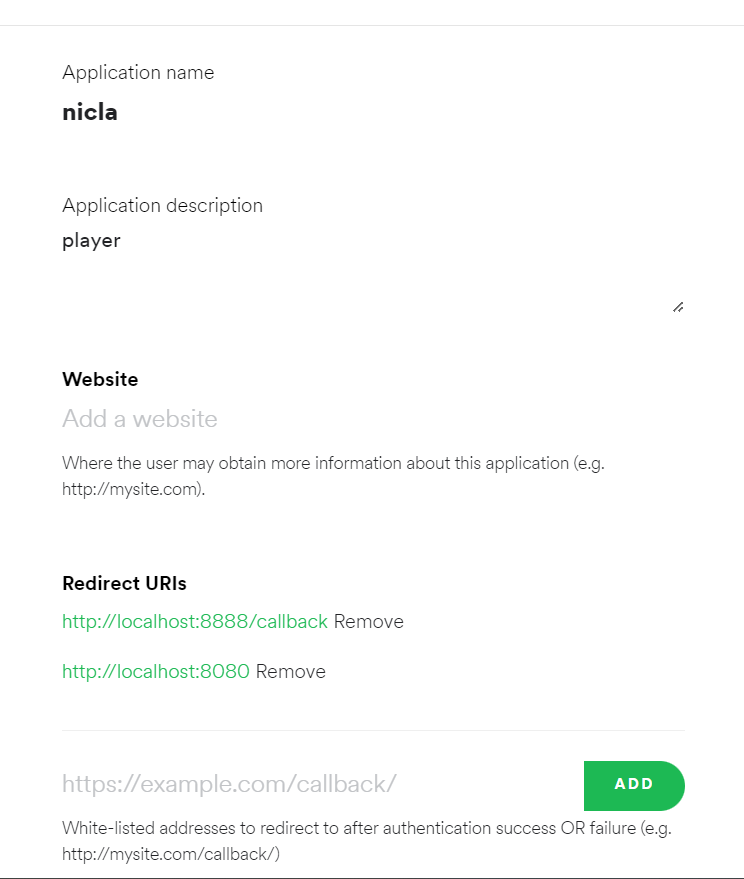 Application name
nicla
Application description
player
Website
Add a website
Where the user may obtain more information about this application (e.g.
http://mysite.com).
Redirect URIs
http://localhost:8888/callback Remove
http://localhost:8080 Remove
https://example.com/callback/
ADD
White-listed addresses to redirect to after authentication success OR failure (e.g.
http://mysite.com/callback/)